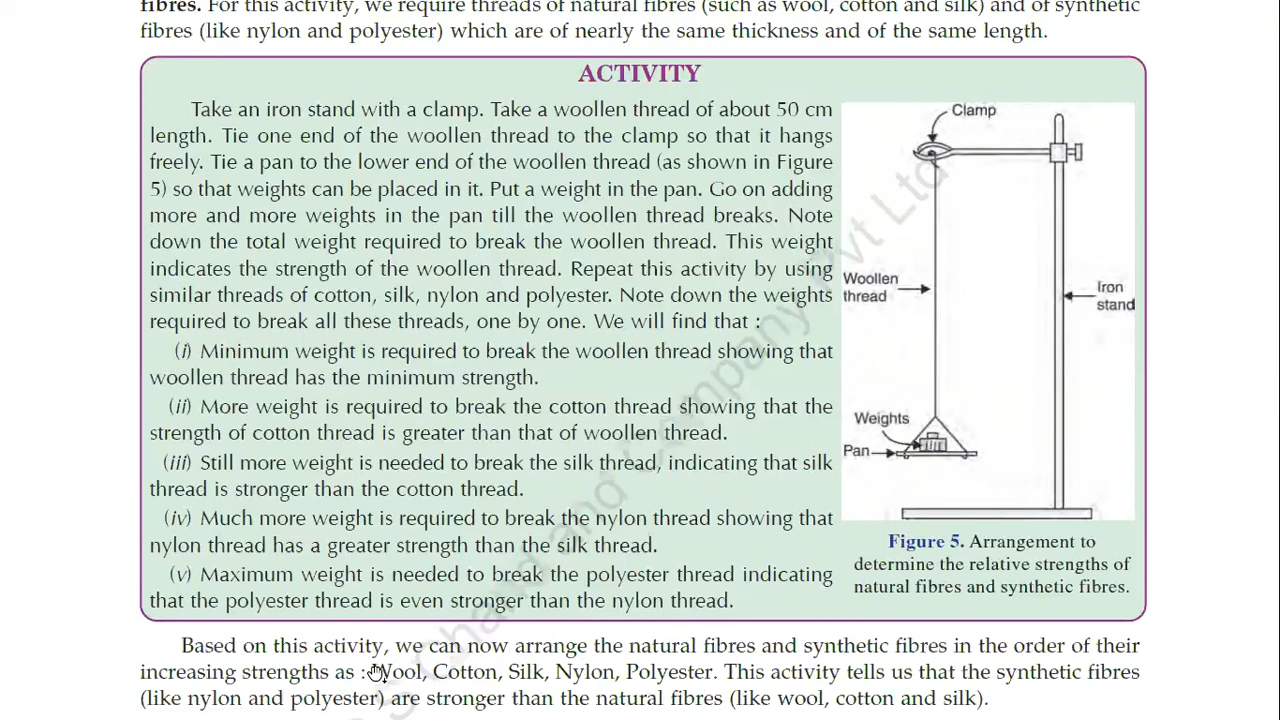 fibres. For this activity, we require threads of natural fibres (such as wool, cotton and silk) and of synthetic
fibres (like nylon and polyester) which are of nearly the same thickness and of the same length.
ACTIVITY
Take an iron stand with a clamp. Take a woollen thread of about 50 cm
length. Tie one end of the woollen thread to the clamp so that it hangs
freely. Tie a pan to the lower end of the woollen thread (as shown in Figure
5) so that weights can be placed in it. Put a weight in the pan. Go on adding
more and more weights in the pan till the woollen thread breaks. Note
down the total weight required to break the woollen thread. This weight
indicates the strength of the woollen thread. Repeat this activity by using
similar threads of cotton, silk, nylon and polyester. Note down the weights
required to break all these threads, one by one. We will find that :
(i) Minimum weight is required to break the woollen thread showing that
woollen thread has the minimum strength.
(ii) More weight is required to break the cotton thread showing that the
strength of cotton thread is greater than that of woollen thread.
(iii) Still more weight is needed to break the silk thread, indicating that silk
thread is stronger than the cotton thread.
(iv) Much more weight is required to break the nylon thread showing that
nylon thread has a greater strength than the silk thread.
(v) Maximum weight is needed to break the polyester thread indicating
that the polyester thread is even stronger than the nylon thread.
Clamp
Woollen
thread
Iron
stand
Weights
Pan
Figure 5. Arrangement to
determine the relative strengths of
natural fibres and synthetic fibres.
Based on this activity, we can now arrange the natural fibres and synthetic fibres in the order of their
increasing strengths as : Wool, Cotton, Silk, Nylon, Polyester. This activity tells us that the synthetic fibres
(like nylon and polyester) are stronger than the natural fibres (like wool, cotton and silk).
S Chand and Company Pvt Ltd